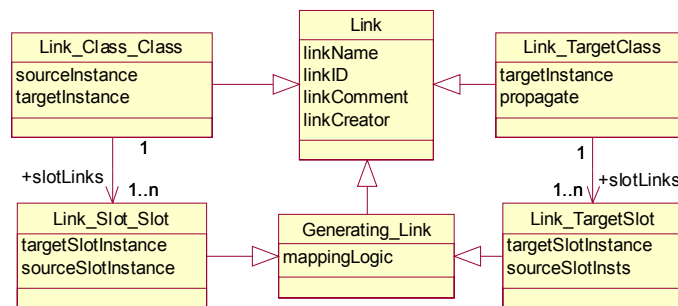 Link_Class_Class
sourceInstance
targetInstance
Link
linkName
linkID
linkComment
linkCreator
Link_TargetClass
targetInstance
propagate
1
+slotLinks
1..n
1
+slotLinks
1..n
Link_Slot_Slot
targetSlotInstance
sourceSlotInstance
Generating_Link
mappingLogic
Link_TargetSlot
targetSlotInstance
sourceSlotInsts